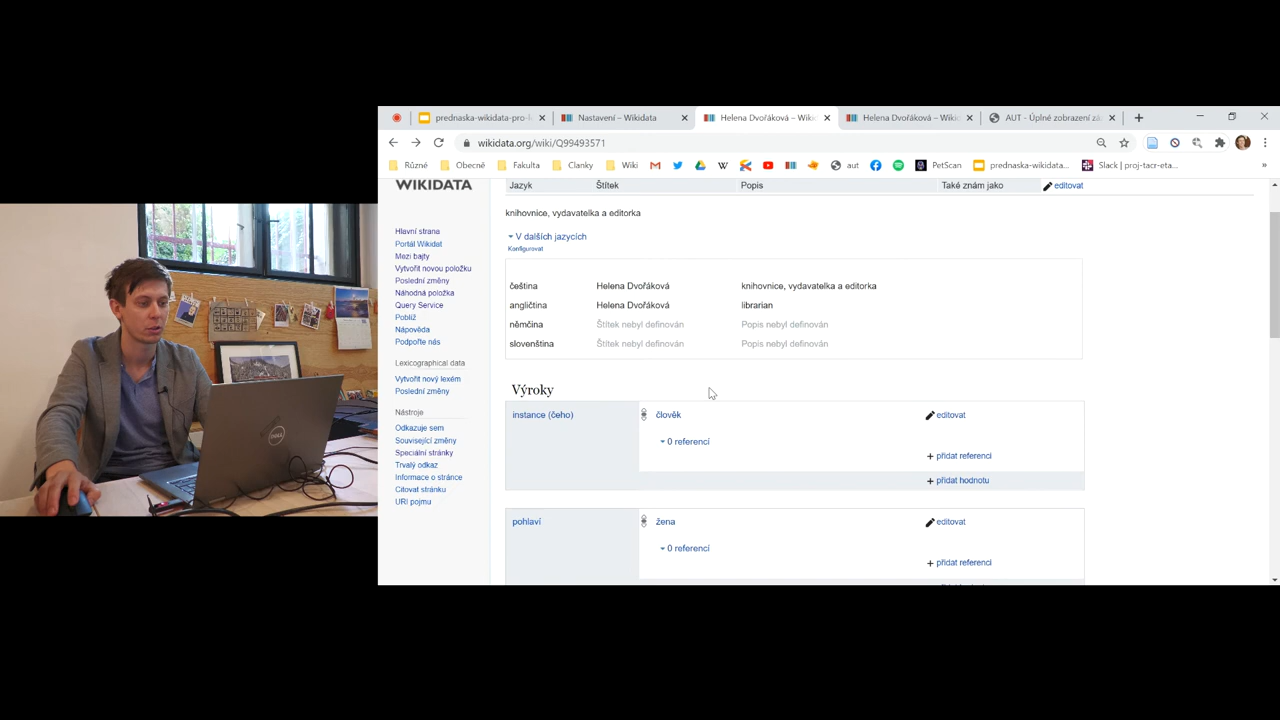 prednaska-wikidata-pro-l
Nastavení – Wikidata
Helena Dvořáková – Wiki
Helena Dvořáková – Wikid
AUT - Úplné zobrazení zá
wikidata.org/wiki/Q99493571
Různé
Obecně
Fakulta
Clanky
Wiki
aut
PetScan
prednaska-wikidata...
Slack | proj-tacr-eta...
WIKIDATA
Hlavní strana
Portál Wikidat
Mezi bajty
Vytvořit novou položku
Poslední změny
Náhodná položka
Query Service
Poblíž
Nápověda
Podpořte nás
Lexicographical data
Vytvořit nový lexém
Poslední změny
Nástroje
Odkazuje sem
Související změny
Speciální stránky
Trvalý odkaz
Informace o stránce
Citovat stránku
URI pojmu
Jazyk Štítek Popis Také znám jako editovat
knihovnice, vydavatelka a editorka
V dalších jazycích
Konfigurovat
čeština Helena Dvořáková knihovnice, vydavatelka a editorka
angličtina Helena Dvořáková librarian
němčina Štítek nebyl definován Popis nebyl definován
slovenština Štítek nebyl definován Popis nebyl definován
Výroky
instance (čeho) člověk editovat
0 referencí
+ přidat referenci
+ přidat hodnotu
pohlaví žena editovat
0 referencí
+ přidat referenci
DELL